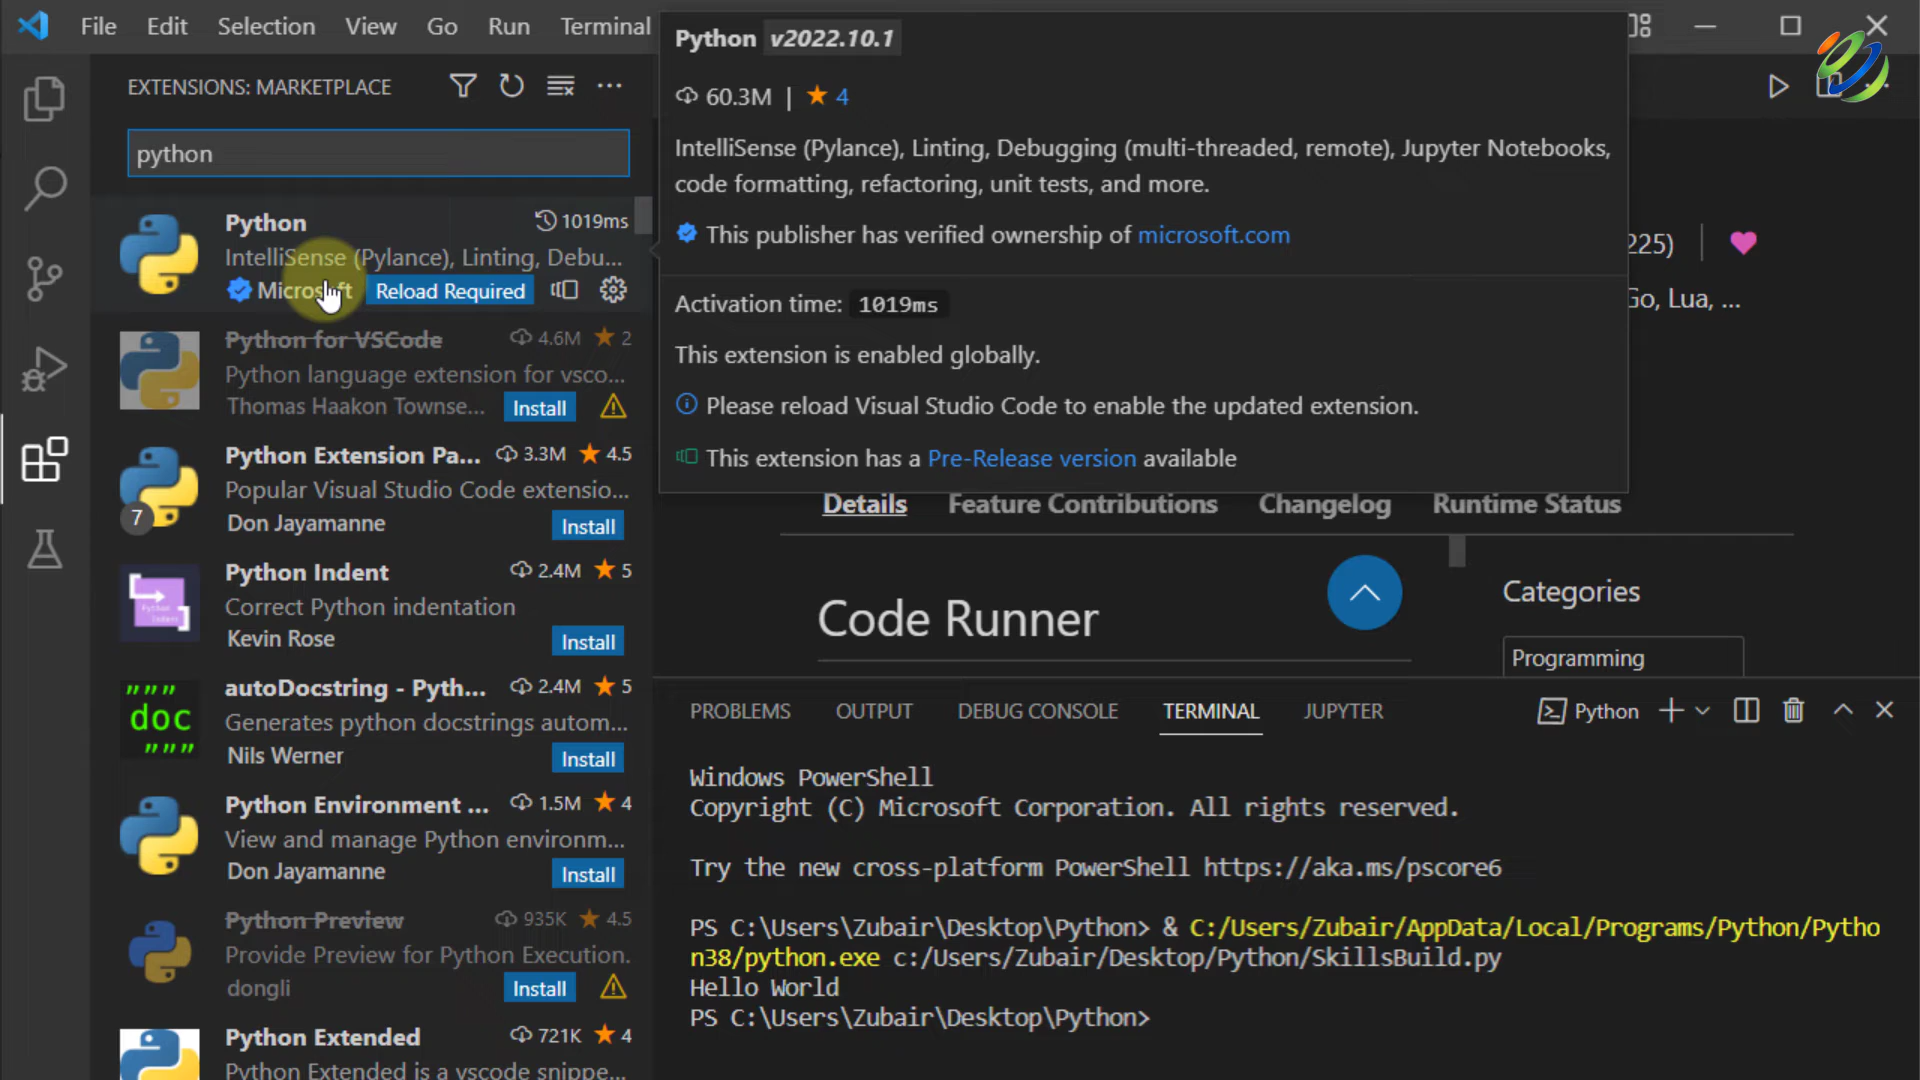 File Edit Selection View Go Run Terminal
EXTENSIONS: MARKETPLACE
python
Python 1019ms
IntelliSense (Pylance), Linting, Debu...
Microsoft Reload Required
Python for VSCode 4.6M 2
Python language extension for vsco...
Thomas Haakon Townse... Install
Python Extension Pa... 3.3M 4.5
Popular Visual Studio Code extensio...
7 Don Jayamanne Install
Python Indent 2.4M 5
Correct Python indentation
Kevin Rose Install
autoDocstring - Pyth... 2.4M 5
""" doc """
Generates python docstrings autom...
Nils Werner Install
Python Environment ... 1.5M 4
View and manage Python environm...
Don Jayamanne Install
Python Preview 935K 4.5
Provide Preview for Python Execution.
dongli Install
Python Extended 721K 4
Python Extended is a vscode snippe...
Python v2022.10.1
60.3M | 4
IntelliSense (Pylance), Linting, Debugging (multi-threaded, remote), Jupyter Notebooks,
code formatting, refactoring, unit tests, and more.
This publisher has verified ownership of microsoft.com
Activation time: 1019ms
This extension is enabled globally.
Please reload Visual Studio Code to enable the updated extension.
This extension has a Pre-Release version available
225)
Go, Lua, ...
Details Feature Contributions Changelog Runtime Status
Code Runner
Categories
Programming
PROBLEMS OUTPUT DEBUG CONSOLE TERMINAL JUPYTER Python
Windows PowerShell
Copyright (C) Microsoft Corporation. All rights reserved.
Try the new cross-platform PowerShell https://aka.ms/pscore6
PS C:\Users\Zubair\Desktop\Python> & C:/Users/Zubair/AppData/Local/Programs/Python/Pytho
n38/python.exe c:/Users/Zubair/Desktop/Python/SkillsBuild.py
Hello World
PS C:\Users\Zubair\Desktop\Python>